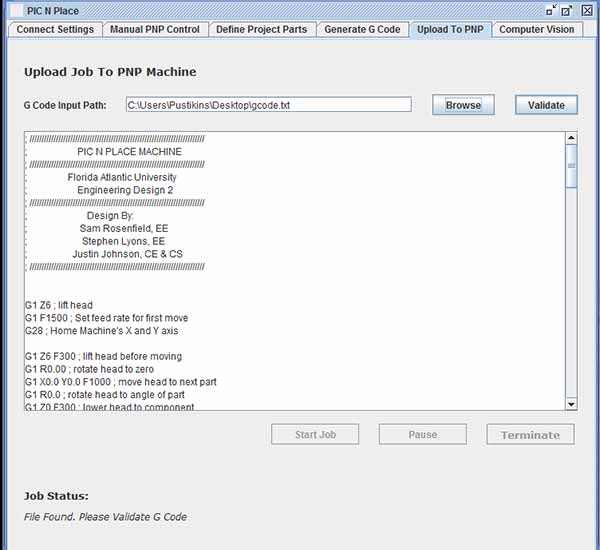 PIC N Place
Connect Settings Manual PNP Control Define Project Parts Generate G Code Upload To PNP Computer Vision
Upload Job To PNP Machine
G Code Input Path: C:\Users\Pustikins\Desktop\gcode.txt Browse Validate
; ///////////////////////////////////////////////////////////////////////
; PIC N PLACE MACHINE
; ///////////////////////////////////////////////////////////////////////
; Florida Atlantic University
; Engineering Design 2
; ///////////////////////////////////////////////////////////////////////
; Design By:
; Sam Rosenfield, EE
; Stephen Lyons, EE
; Justin Johnson, CE & CS
; ///////////////////////////////////////////////////////////////////////
G1 Z6 ; lift head
G1 F1500 ; Set feed rate for first move
G28 ; Home Machine's X and Y axis
G1 Z6 F300 ; lift head before moving
G1 R0.00 ; rotate head to zero
G1 X0.0 Y0.0 F1000 ; move head to next part
G1 R0.0 ; rotate head to angle of part
G1 Z0 F300 ; lower head to component
Start Job Pause Terminate
Job Status:
File Found. Please Validate G Code